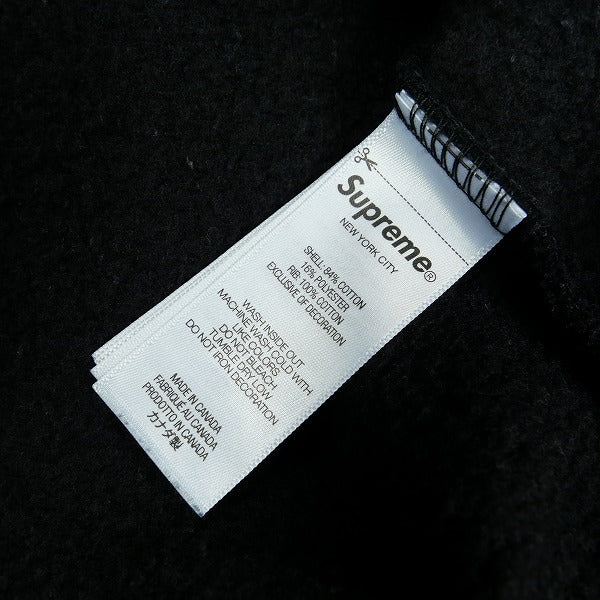 Supreme®
NEW YORK CITY
SHELL: 84% COTTON
16% POLYESTER
RIB: 100% COTTON
EXCLUSIVE OF DECORATION
WASH INSIDE OUT
MACHINE WASH COLD WITH
LIKE COLORS
DO NOT BLEACH
TUMBLE DRY LOW
DO NOT IRON DECORATION
MADE IN CANADA
FABRIQUE AU CANADA
PRODOTTO IN CANADA
カナダ製